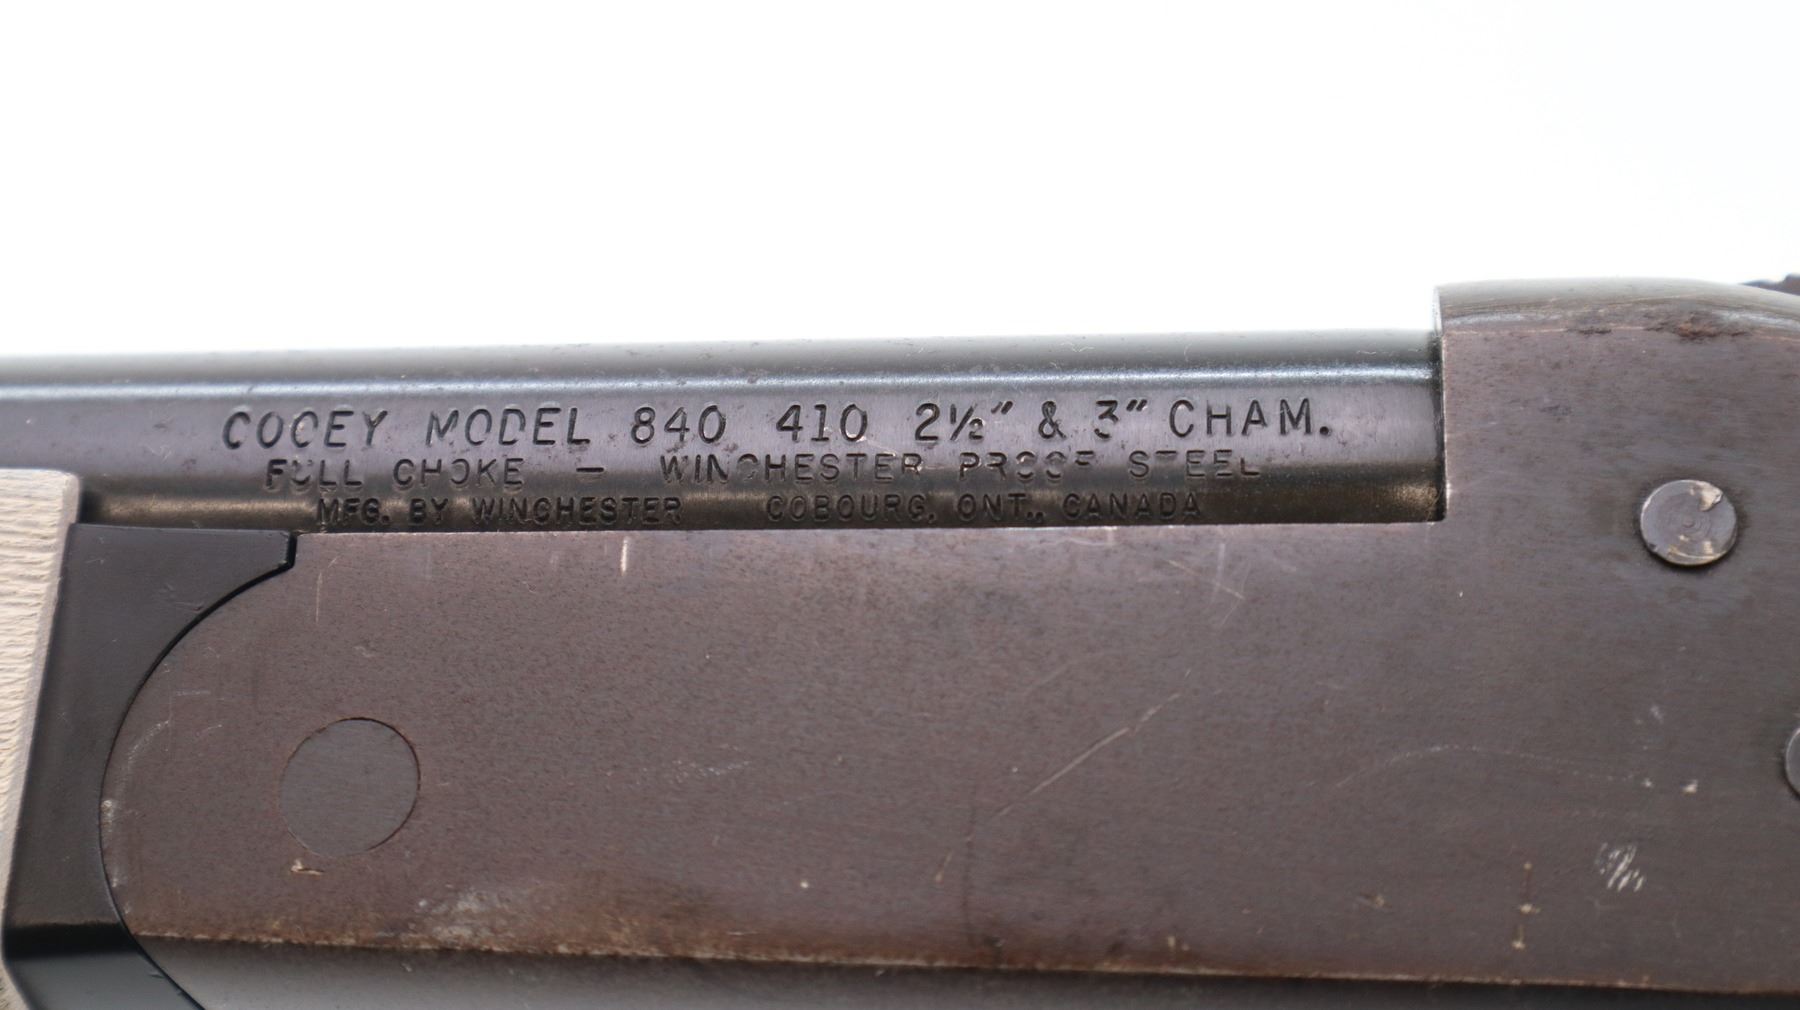 COOEY MODEL 840 410 2½" & 3" CHAM.
FULL CHOKE — WINCHESTER PROOF STEEL
MFG. BY WINCHESTER COBOURG, ONT., CANADA